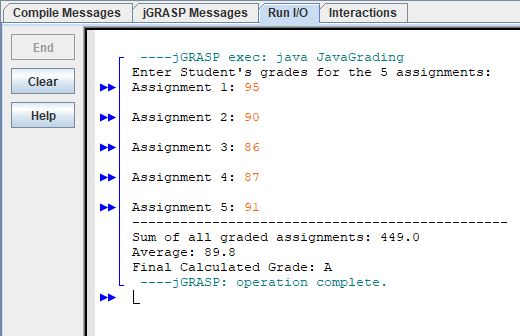 Compile Messages jGRASP Messages Run I/O Interactions
End
Clear
Help
----jGRASP exec: java JavaGrading
Enter Student's grades for the 5 assignments:
Assignment 1: 95
Assignment 2: 90
Assignment 3: 86
Assignment 4: 87
Assignment 5: 91
--------------------------------------------------
Sum of all graded assignments: 449.0
Average: 89.8
Final Calculated Grade: A
----jGRASP: operation complete.